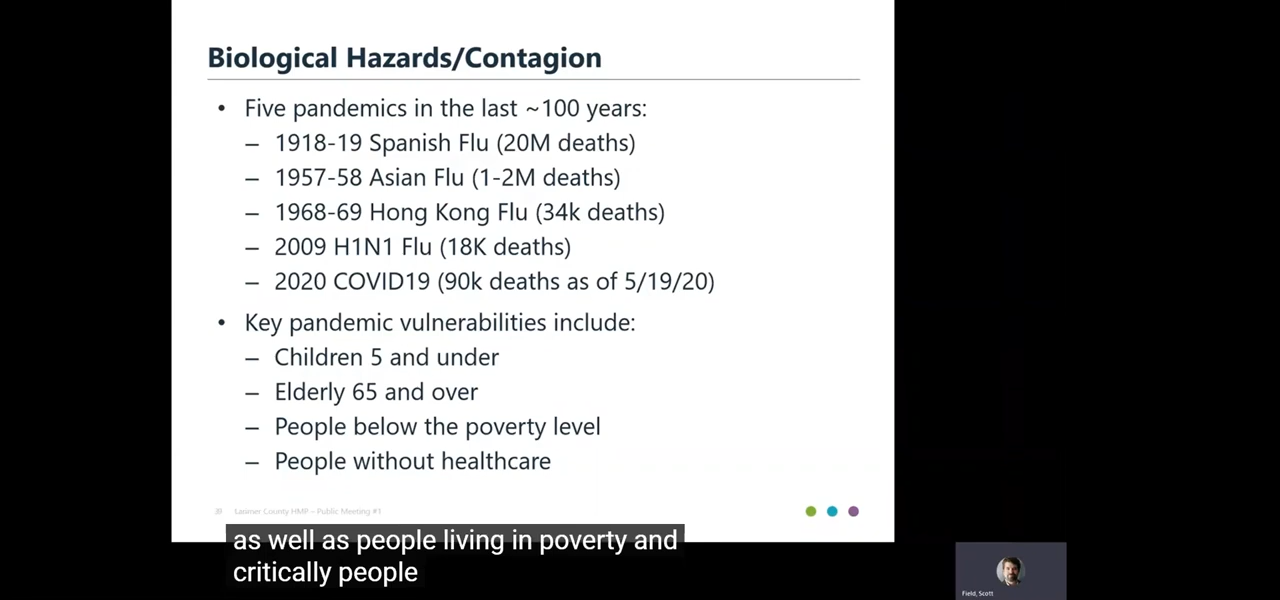 Biological Hazards/Contagion
• Five pandemics in the last ~100 years:
– 1918-19 Spanish Flu (20M deaths)
– 1957-58 Asian Flu (1-2M deaths)
– 1968-69 Hong Kong Flu (34k deaths)
– 2009 H1N1 Flu (18K deaths)
– 2020 COVID19 (90k deaths as of 5/19/20)
• Key pandemic vulnerabilities include:
– Children 5 and under
– Elderly 65 and over
– People below the poverty level
– People without healthcare
Larimer County HMP – Public Meeting #1
as well as people living in poverty and
critically people
Field, Scott